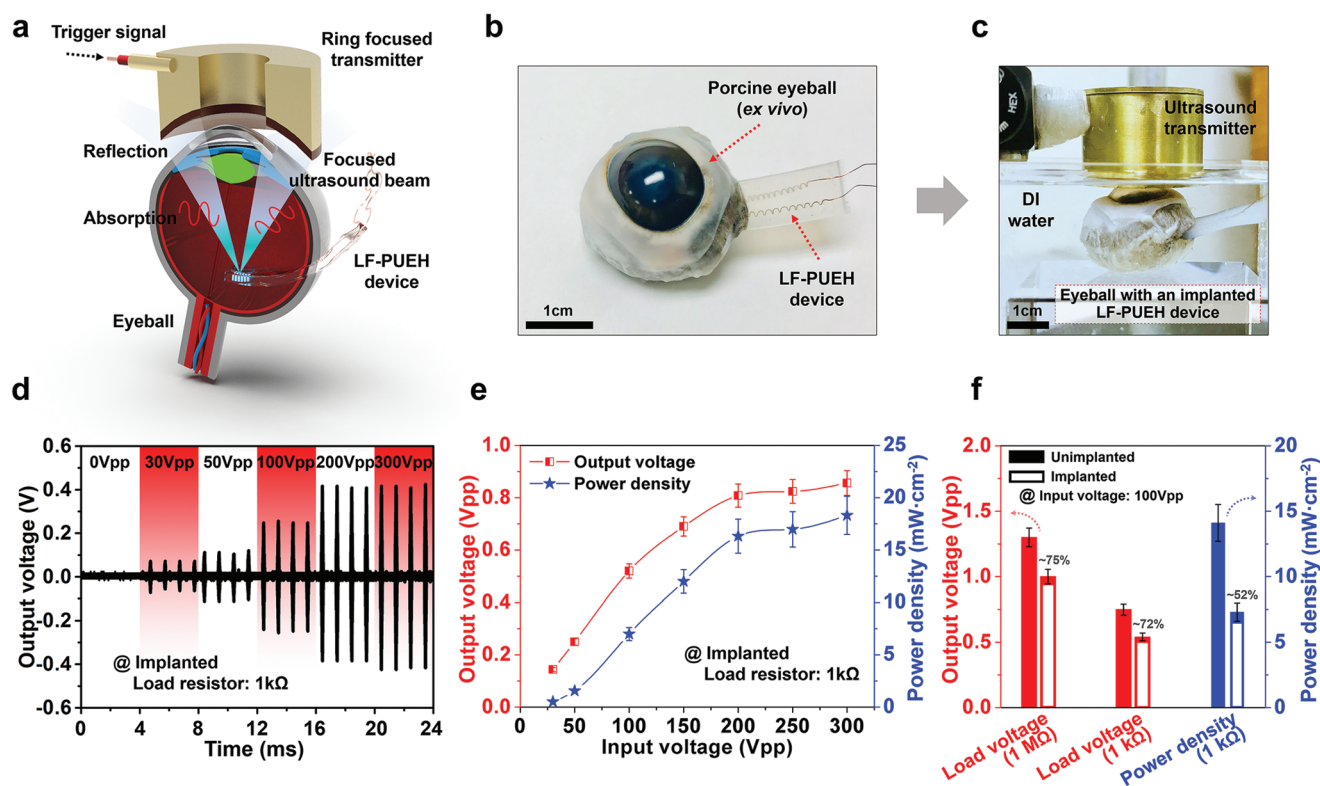 a
Trigger signal
Ring focused
transmitter
Reflection
Focused
ultrasound beam
Absorption
LF-PUEH
device
Eyeball
b
Porcine eyeball
(ex vivo)
LF-PUEH
device
1cm
c
HEX
Ultrasound
transmitter
DI
water
Eyeball with an implanted
LF-PUEH device
1cm
d
Output voltage (V)
0.6
0.4
0.2
0.0
-0.2
-0.4
-0.6
0Vpp 30Vpp 50Vpp 100Vpp 200Vpp 300Vpp
@ Implanted
Load resistor: 1kΩ
0 4 8 12 16 20 24
Time (ms)
e
Output voltage (Vpp)
1.0
0.8
0.6
0.4
0.2
0.0
Output voltage
Power density
@ Implanted
Load resistor: 1kΩ
25
20
15
10
5
0
Power density (mW·cm-2)
0 50 100 150 200 250 300
Input voltage (Vpp)
f
Output voltage (Vpp)
2.0
1.5
1.0
0.5
0.0
Unimplanted
Implanted
@ Input voltage: 100Vpp
~75%
~72%
~52%
20
15
10
5
0
Power density (mW·cm-2)
Load voltage
(1 MΩ)
Load voltage
(1 kΩ)
Power density
(1 kΩ)